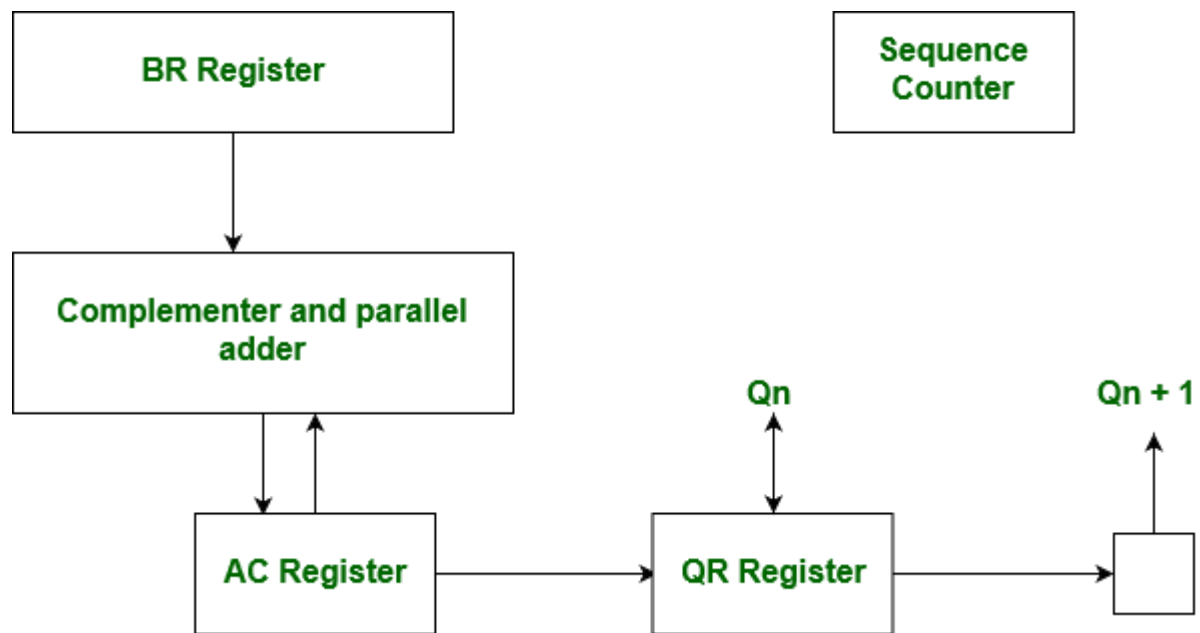 BR Register
Sequence
Counter
Complementer and parallel
adder
Qn
Qn + 1
AC Register
QR Register